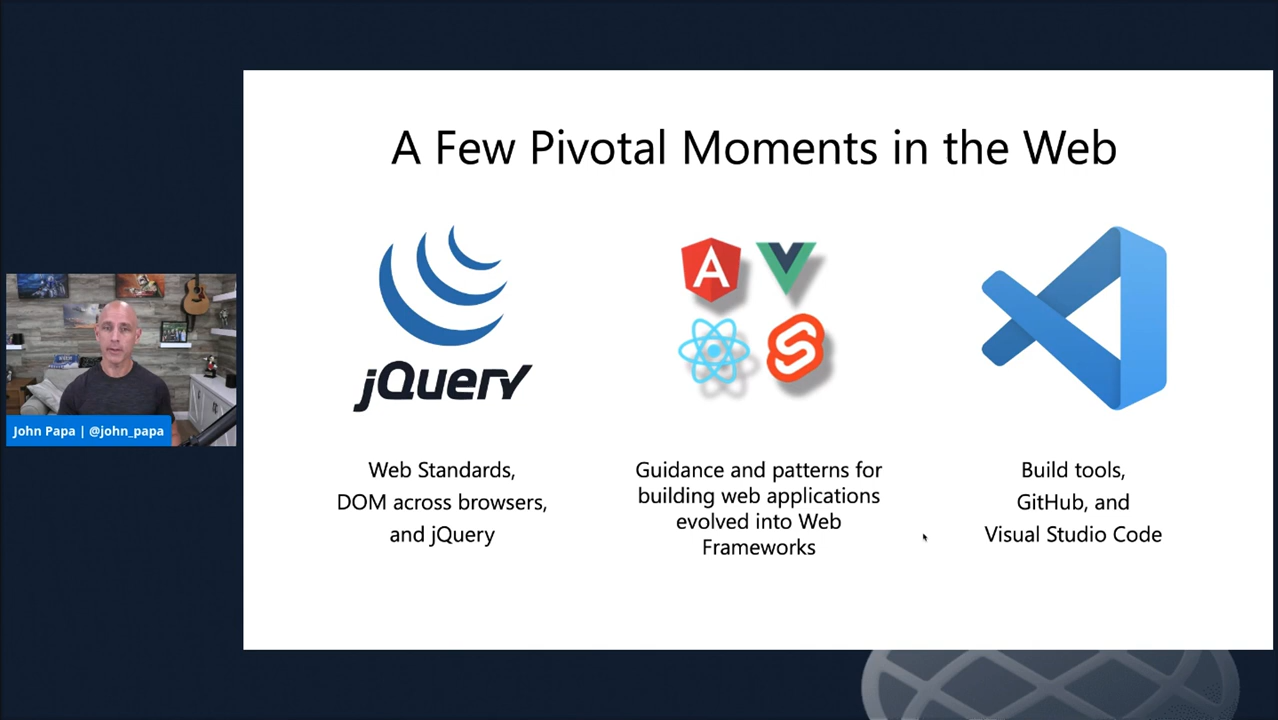 A Few Pivotal Moments in the Web
jQuery
Web Standards,
DOM across browsers,
and jQuery
A
Guidance and patterns for
building web applications
evolved into Web
Frameworks
Build tools,
GitHub, and
Visual Studio Code
John Papa | @john_papa